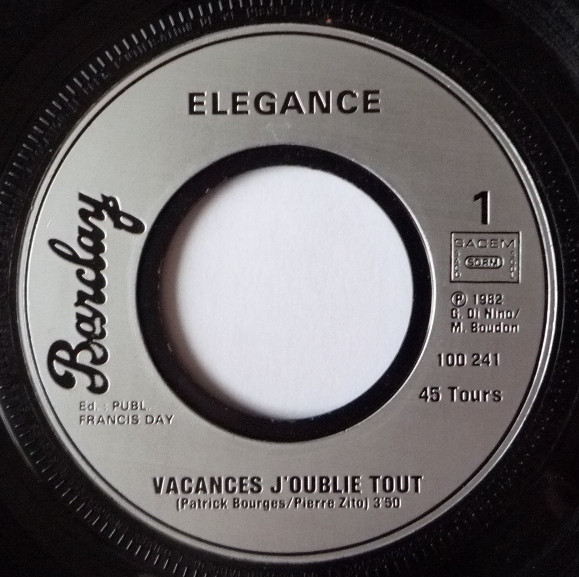 ELEGANCE
1
Barclay
SACEM
SDRM
℗ 1982
G. Di Nino/
M. Boudon
100 241
45 Tours
Ed. : PUBL.
FRANCIS DAY
VACANCES J'OUBLIE TOUT
(Patrick Bourges/Pierre Zito) 3'50